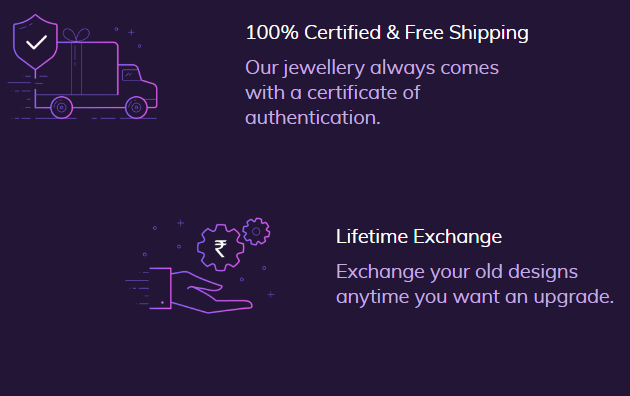 100% Certified & Free Shipping
Our jewellery always comes
with a certificate of
authentication.
₹
Lifetime Exchange
Exchange your old designs
anytime you want an upgrade.